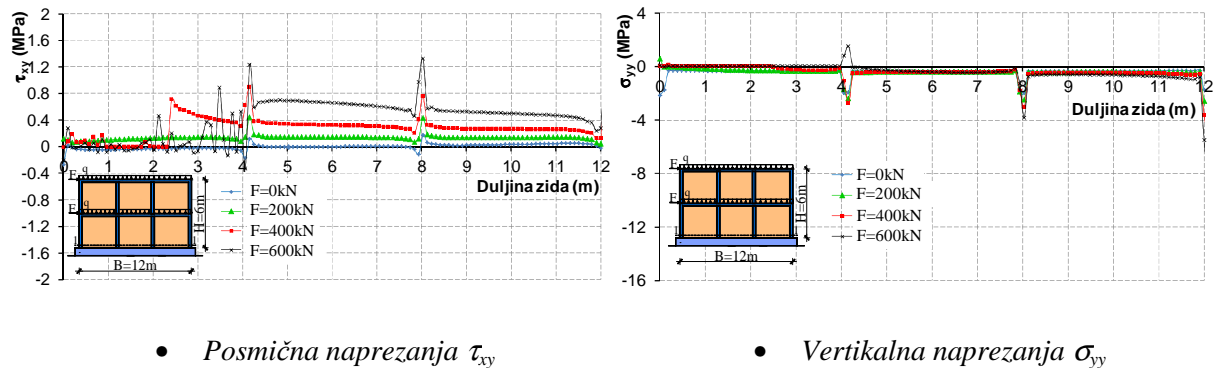 τxy (MPa)
2
1.6
1.2
0.8
0.4
0
-0.4
-0.8
-1.2
-1.6
-2
0 1 2 3 4 5 6 7 8 9 10 11 12
Duljina zida (m)
F q
F q
H=6m
B=12m
F=0kN
F=200kN
F=400kN
F=600kN
σyy (MPa)
4
0
-4
-8
-12
-16
0 1 2 3 4 5 6 7 8 9 10 11 12
Duljina zida (m)
F q
F q
H=6m
B=12m
F=0kN
F=200kN
F=400kN
F=600kN
• Posmična naprezanja τxy
• Vertikalna naprezanja σyy